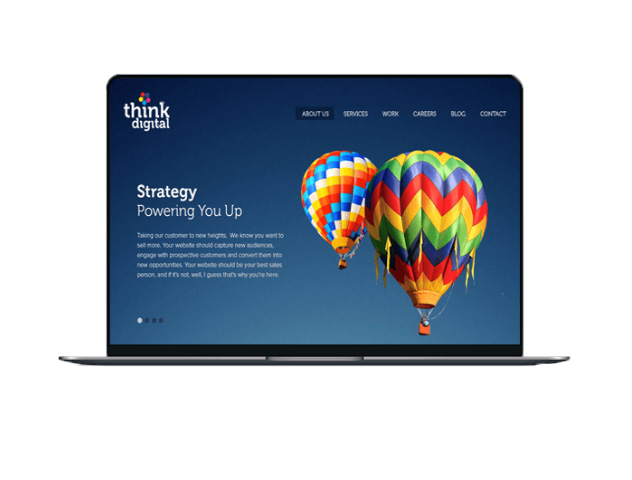 think
digital
ABOUT US SERVICES WORK CAREERS BLOG CONTACT
Strategy
Powering You Up
Taking our customer to new heights, We know you want to
sell more. Your website should capture new audiences,
engage with prospective customers and convert them into
new opportunities. Your website should be your best sales
person, and if it's not, well, I guess that's why you're here.